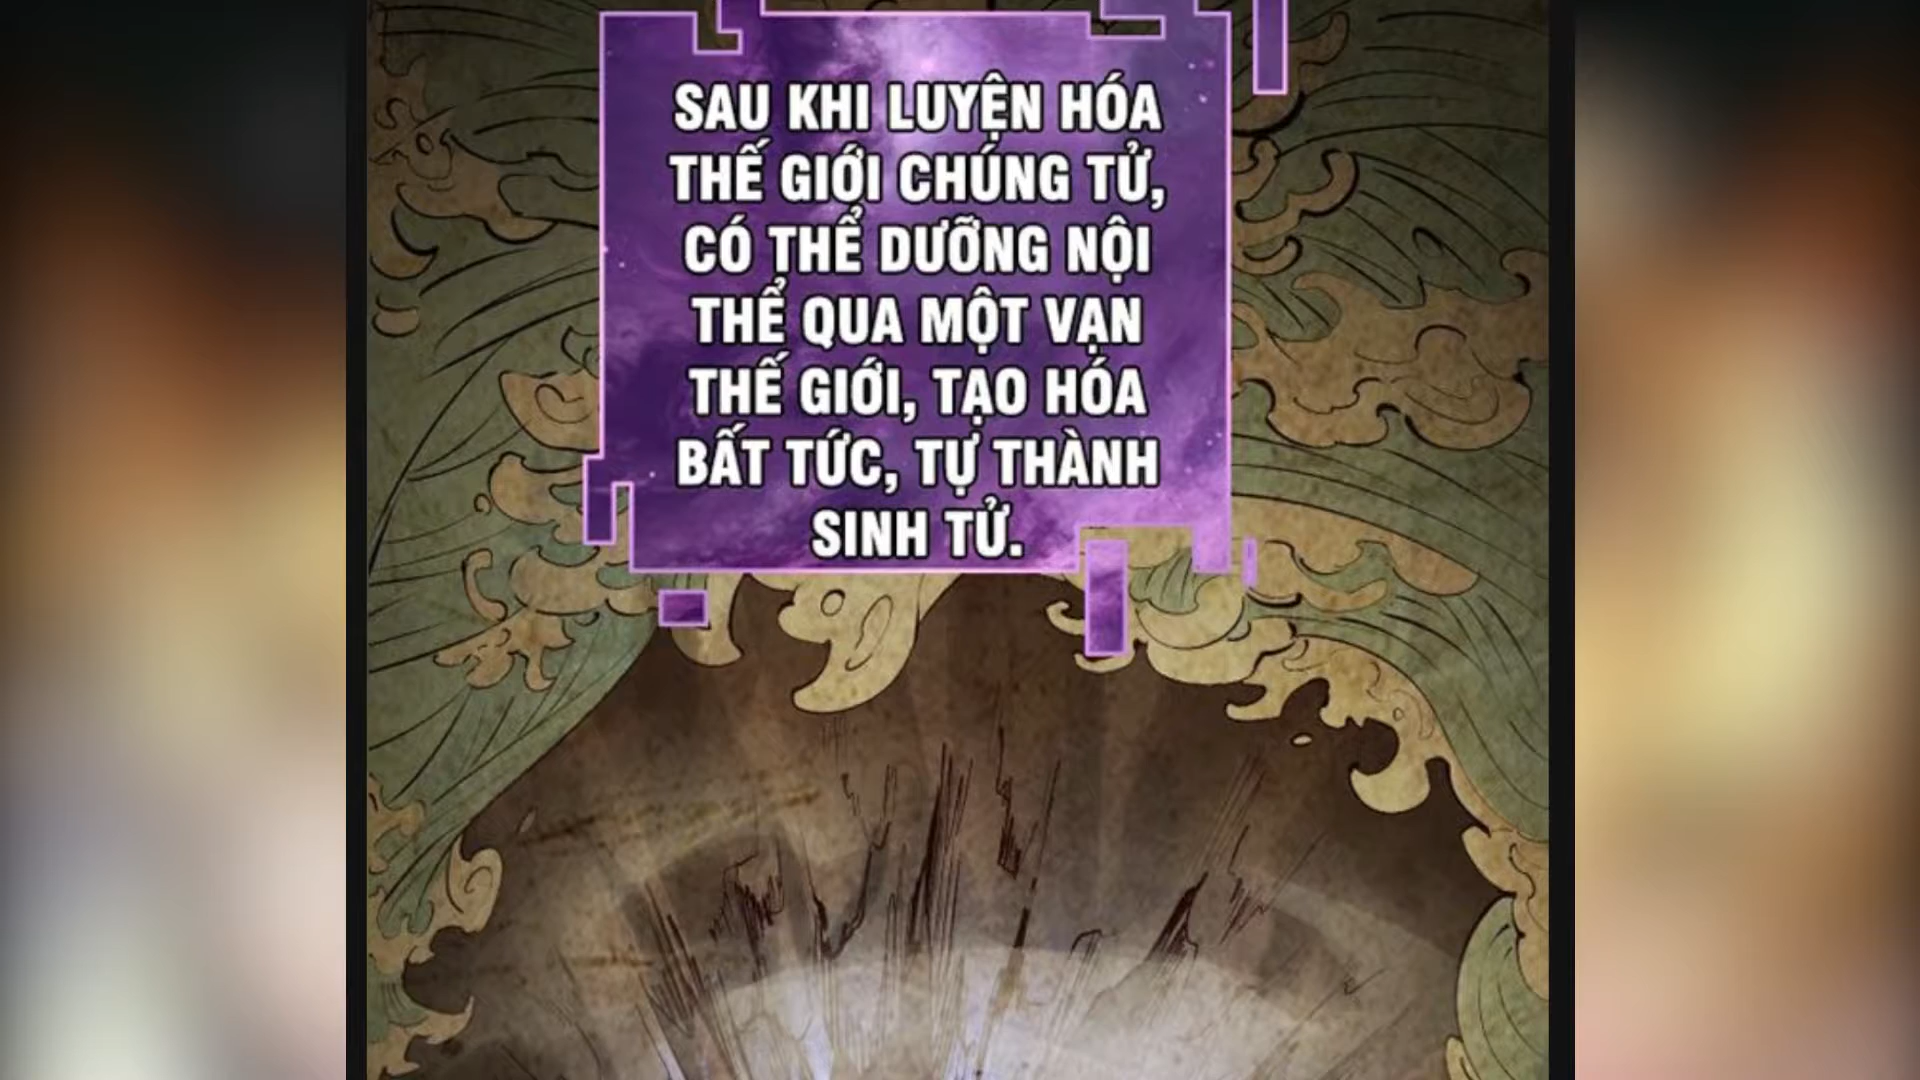 SAU KHI LUYỆN HÓA
THẾ GIỚI CHÚNG TỬ,
CÓ THỂ DƯỠNG NỘI
THỂ QUA MỘT VẠN
THẾ GIỚI, TẠO HÓA
BẤT TỨC, TỰ THÀNH
SINH TỬ.